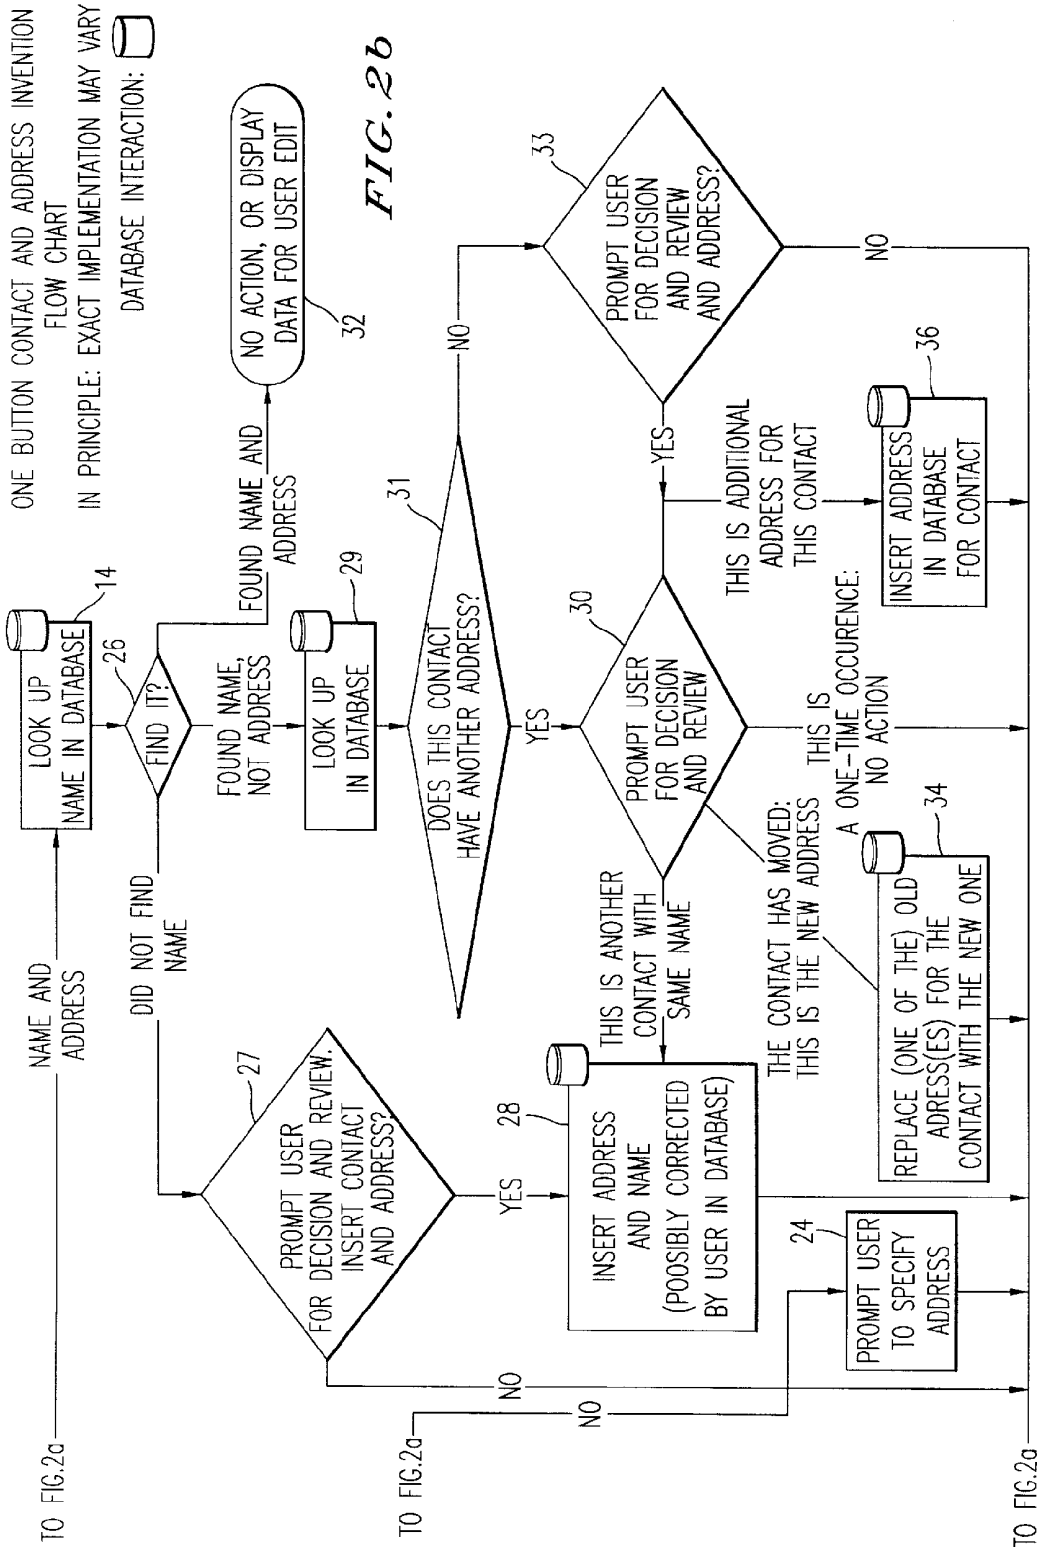 ONE BUTTON CONTACT AND ADDRESS INVENTION
FLOW CHART
IN PRINCIPLE: EXACT IMPLEMENTATION MAY VARY
DATABASE INTERACTION:
TO FIG.2a
NAME AND
ADDRESS
LOOK UP
NAME IN DATABASE
14
FIND IT?
26
DID NOT FIND
NAME
FOUND NAME,
NOT ADDRESS
FOUND NAME AND
ADDRESS
NO ACTION, OR DISPLAY
DATA FOR USER EDIT
32
FIG. 2b
PROMPT USER
FOR DECISION AND REVIEW.
INSERT CONTACT
AND ADDRESS?
27
LOOK UP
IN DATABASE
29
DOES THIS CONTACT
HAVE ANOTHER ADDRESS?
31
NO
YES
PROMPT USER
FOR DECISION
AND REVIEW
AND ADDRESS?
33
NO
YES
PROMPT USER
FOR DECISION
AND REVIEW
30
YES
NO
INSERT ADDRESS
AND NAME
(POOSIBLY CORRECTED
BY USER IN DATABASE)
28
THIS IS ANOTHER
CONTACT WITH
SAME NAME
THE CONTACT HAS MOVED:
THIS IS THE NEW ADDRESS
THIS IS
A ONE-TIME OCCURENCE:
NO ACTION
THIS IS ADDITIONAL
ADDRESS FOR
THIS CONTACT
INSERT ADDRESS
IN DATABASE
FOR CONTACT
36
REPLACE (ONE OF THE) OLD
ADRESS(ES) FOR THE
CONTACT WITH THE NEW ONE
34
TO FIG.2a
NO
PROMPT USER
TO SPECIFY
ADDRESS
24
TO FIG.2a